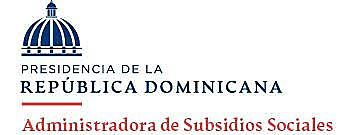 PRESIDENCIA DE LA
REPÚBLICA DOMINICANA
Administradora de Subsidios Sociales